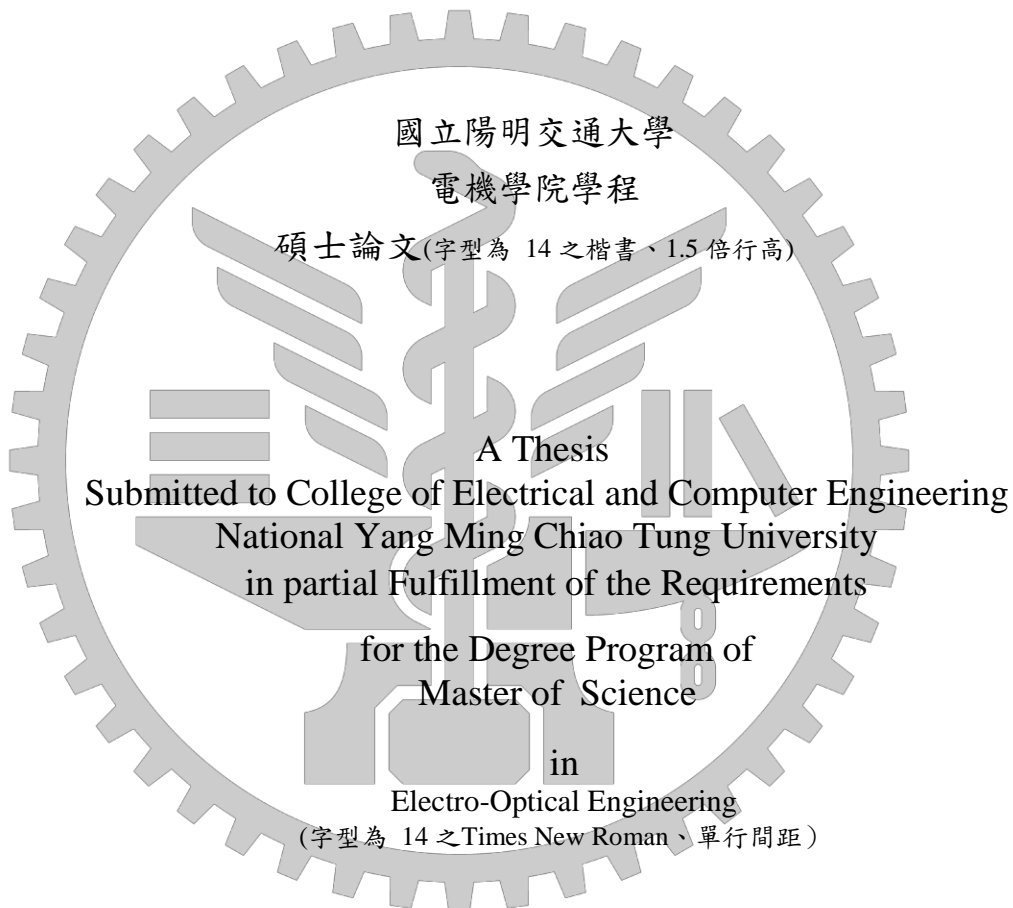 國立陽明交通大學
電機學院學程
碩士論文(字型為 14 之楷書、1.5 倍行高)
A Thesis
Submitted to College of Electrical and Computer Engineering
National Yang Ming Chiao Tung University
in partial Fulfillment of the Requirements
for the Degree Program of
Master of Science
in
Electro-Optical Engineering
(字型為 14 之Times New Roman、單行間距)